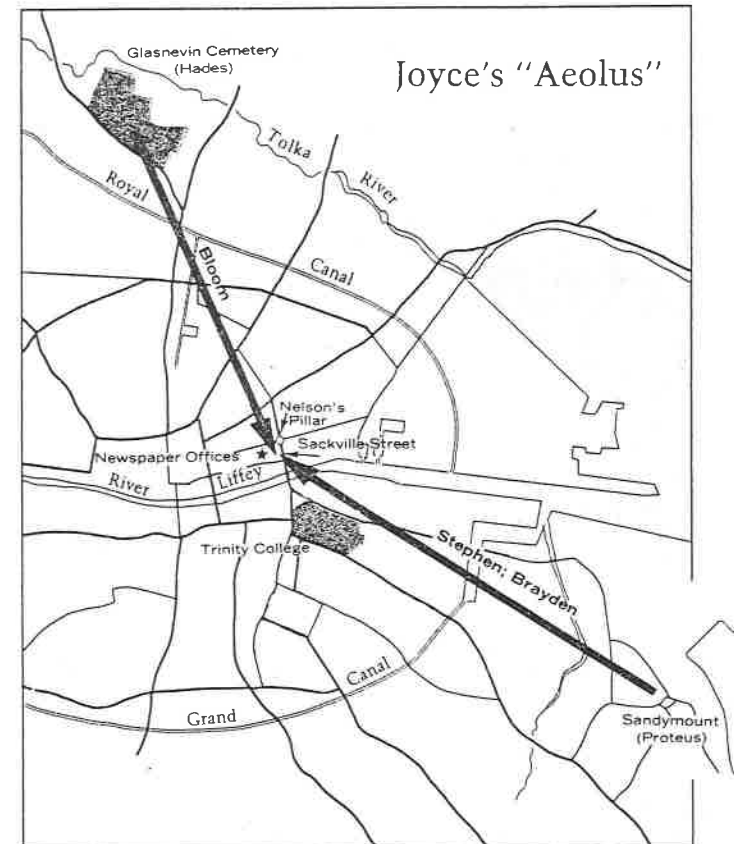 Glasnevin Cemetery
(Hades)
Joyce's "Aeolus"
Tolka
River
Royal
Canal
Bloom
Nelson's
Pillar
Sackville Street
Newspaper Offices
River
Liffey
Trinity College
Stephen; Brayden
Canal
Grand
Sandymount
(Proteus)